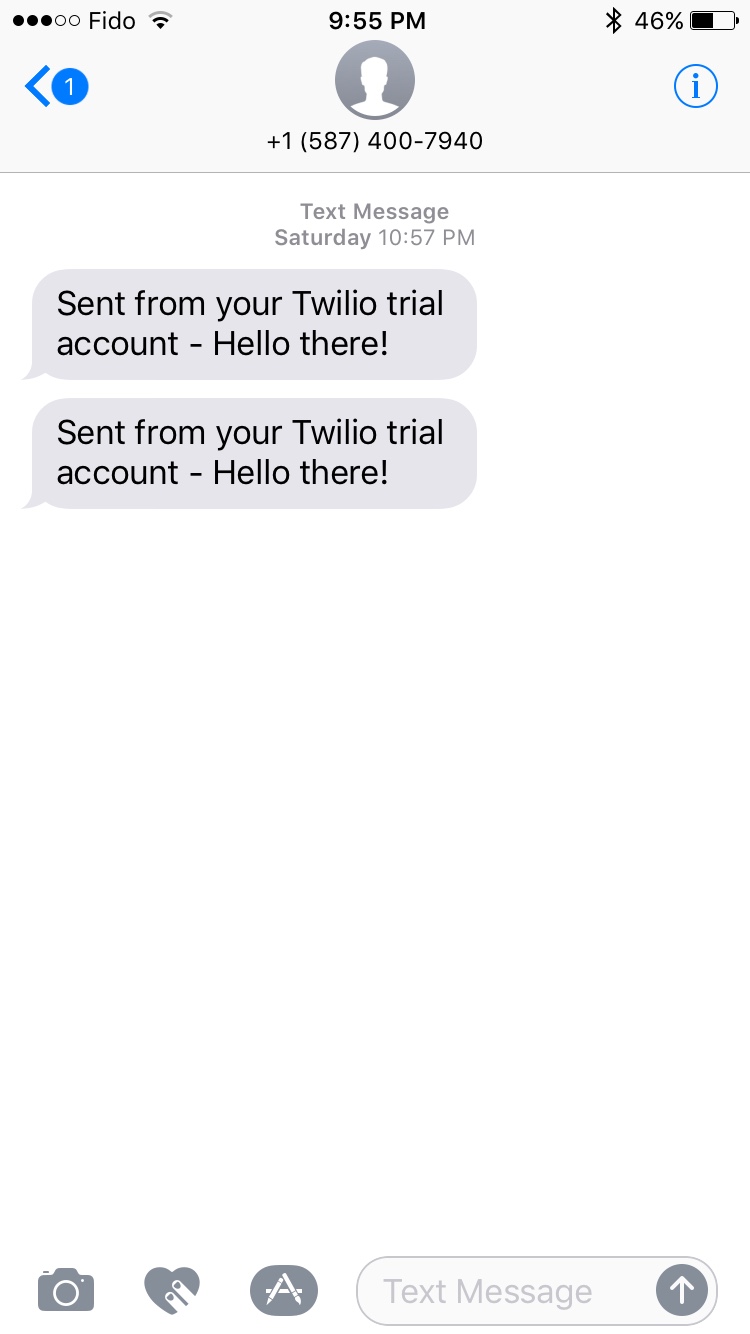 Fido 9:55 PM 46%
1
+1 (587) 400-7940
Text Message
Saturday 10:57 PM
Sent from your Twilio trial
account - Hello there!
Sent from your Twilio trial
account - Hello there!
Text Message